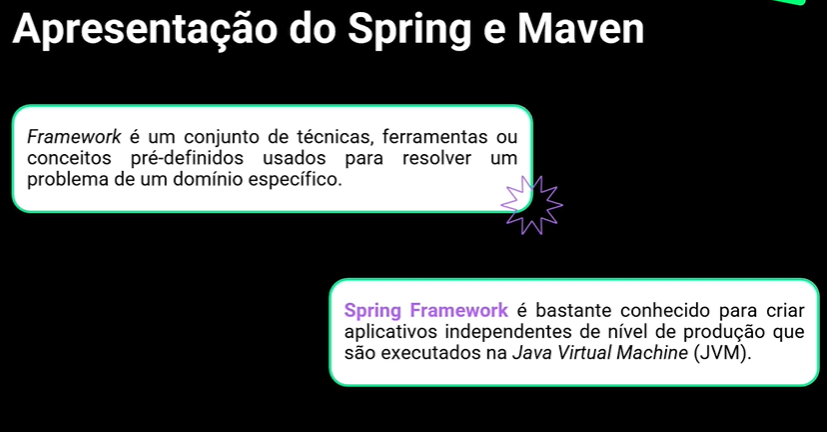 Apresentação do Spring e Maven
Framework é um conjunto de técnicas, ferramentas ou
conceitos pré-definidos usados para resolver um
problema de um domínio específico.
Spring Framework é bastante conhecido para criar
aplicativos independentes de nível de produção que
são executados na Java Virtual Machine (JVM).